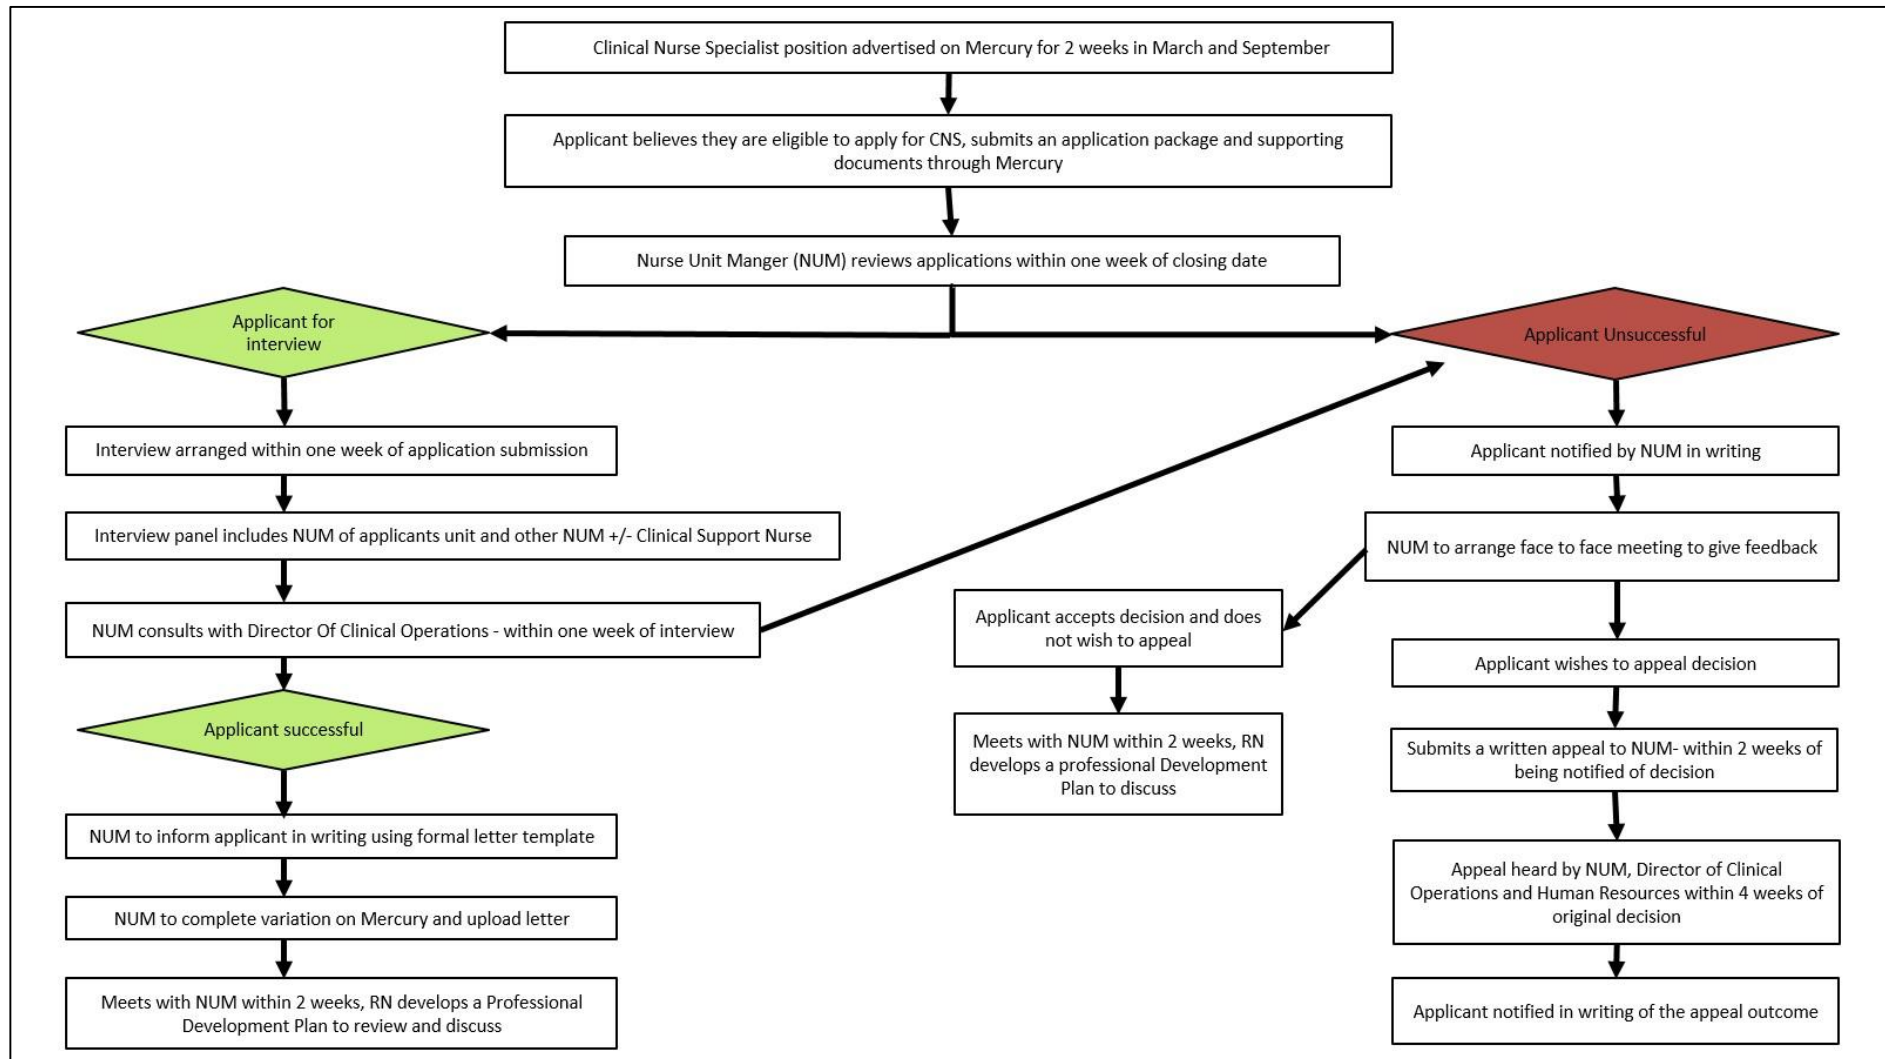 Clinical Nurse Specialist position advertised on Mercury for 2 weeks in March and September
Applicant believes they are eligible to apply for CNS, submits an application package and supporting
documents through Mercury
Nurse Unit Manger (NUM) reviews applications within one week of closing date
Applicant for
interview
Interview arranged within one week of application submission
Interview panel includes NUM of applicants unit and other NUM +/- Clinical Support Nurse
NUM consults with Director Of Clinical Operations - within one week of interview
Applicant successful
NUM to inform applicant in writing using formal letter template
NUM to complete variation on Mercury and upload letter
Meets with NUM within 2 weeks, RN develops a Professional
Development Plan to review and discuss
Applicant Unsuccessful
Applicant notified by NUM in writing
NUM to arrange face to face meeting to give feedback
Applicant accepts decision and does
not wish to appeal
Meets with NUM within 2 weeks, RN
develops a professional Development
Plan to discuss
Applicant wishes to appeal decision
Submits a written appeal to NUM- within 2 weeks of
being notified of decision
Appeal heard by NUM, Director of Clinical
Operations and Human Resources within 4 weeks of
original decision
Applicant notified in writing of the appeal outcome